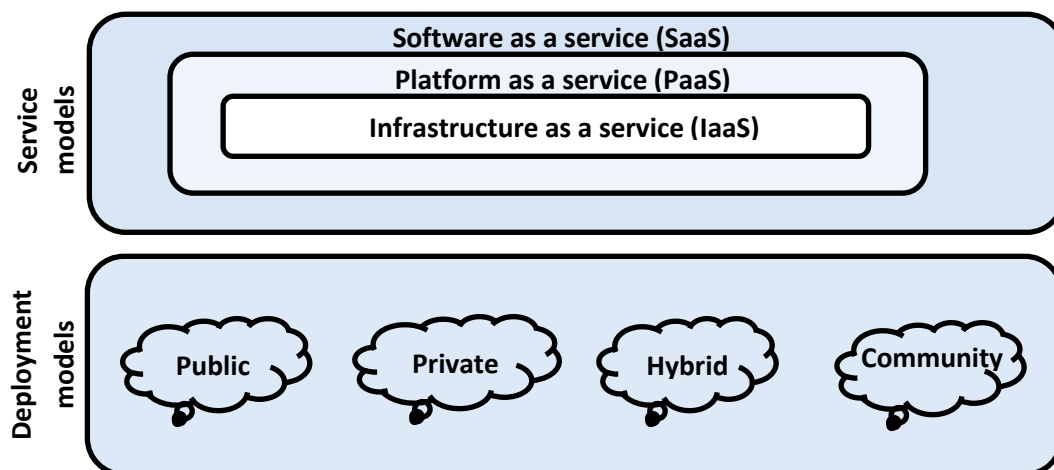 Service
models
Software as a service (SaaS)
Platform as a service (PaaS)
Infrastructure as a service (IaaS)
Deployment
models
Public
Private
Hybrid
Community